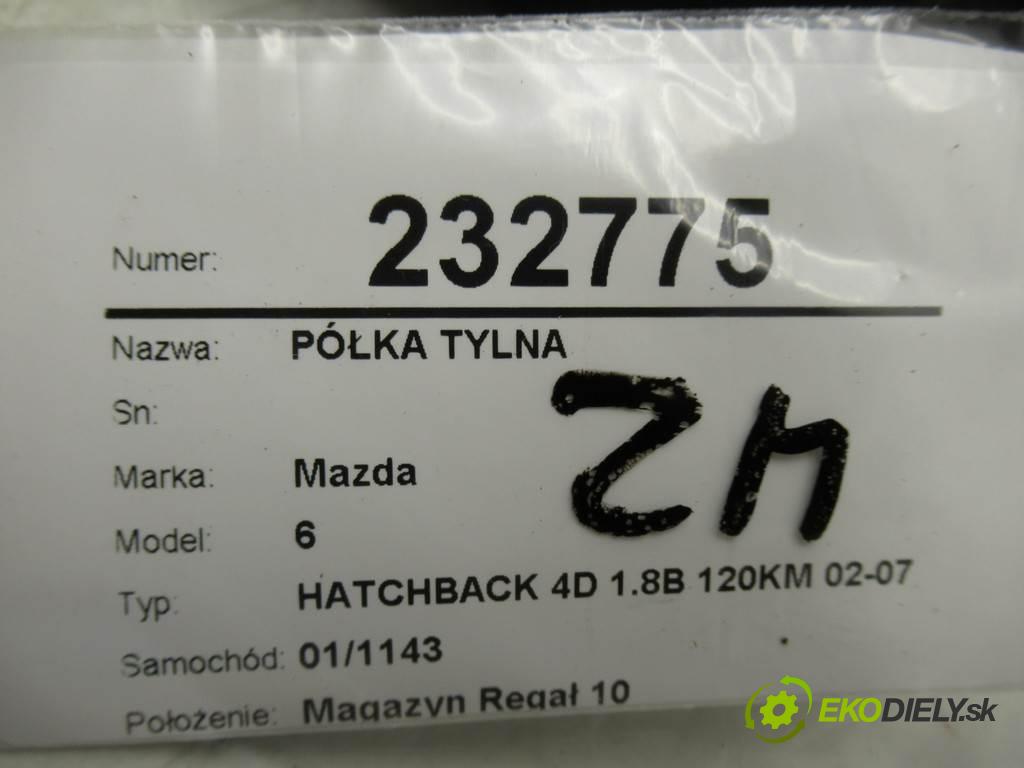 Numer: 232775
Nazwa: PÓŁKA TYLNA
Sn:
Marka: Mazda
Model: 6
Typ: HATCHBACK 4D 1.8B 120KM 02-07
Samochód: 01/1143
Położenie: Magazyn Regał 10
EKODIELY.sk